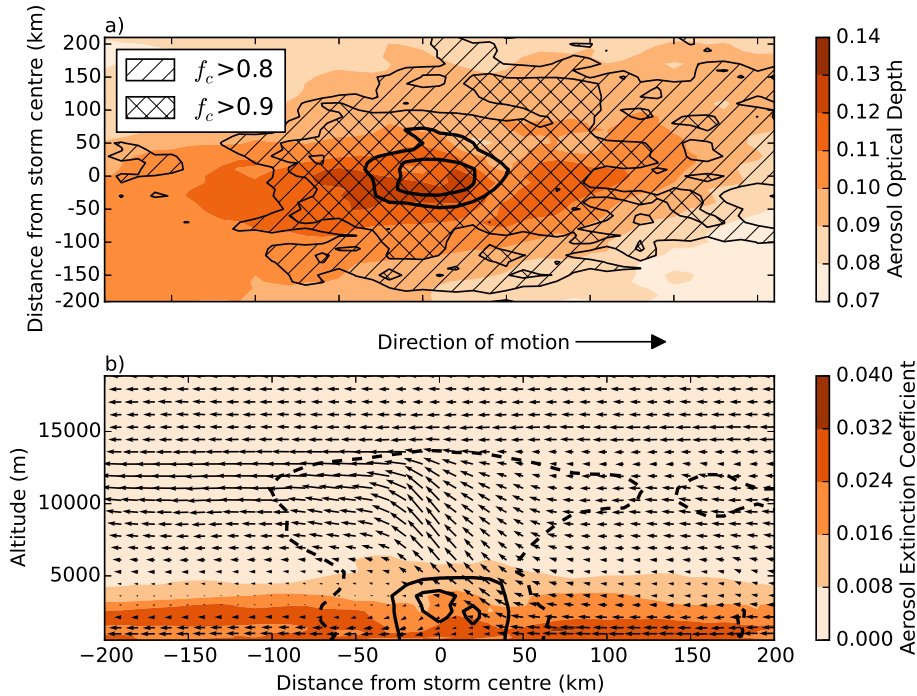 a)
Distance from storm centre (km)
200
150
100
50
0
-50
-100
-150
-200
f_c>0.8
f_c>0.9
0.14
0.13
0.12
0.11
0.10
0.09
0.08
0.07
Aerosol Optical Depth
Direction of motion
b)
Altitude (m)
15000
10000
5000
−200 −150 −100 −50 0 50 100 150 200
Distance from storm centre (km)
0.040
0.032
0.024
0.016
0.008
0.000
Aerosol Extinction Coefficient